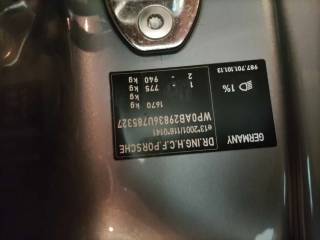 GERMANY
DR.ING.H.C.F.PORSCHE
e13*2001/116*0141
WP0AB29836U785327
1670 kg
1 - 775 kg
2 - 940 kg
1%
987.701.101.13